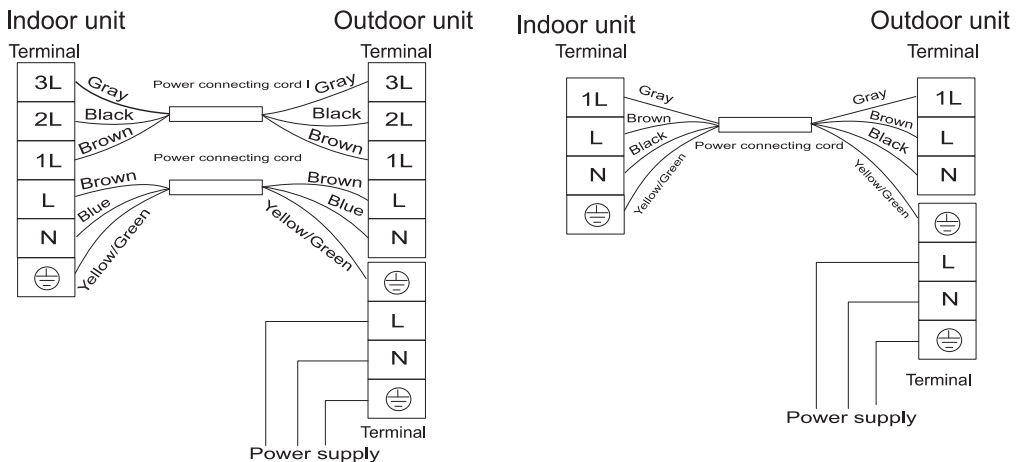 Indoor unit
Outdoor unit
Terminal
Terminal
3L
Gray
Power connecting cord I
Gray
3L
2L
Black
Black
2L
1L
Brown
Brown
1L
Power connecting cord
L
Brown
Brown
L
N
Blue
Blue
N
Yellow/Green
Yellow/Green
L
N
Terminal
Power supply
Indoor unit
Outdoor unit
Terminal
Terminal
1L
Gray
Gray
1L
L
Brown
Brown
L
N
Black
Black
N
Power connecting cord
Yellow/Green
Yellow/Green
L
N
Terminal
Power supply